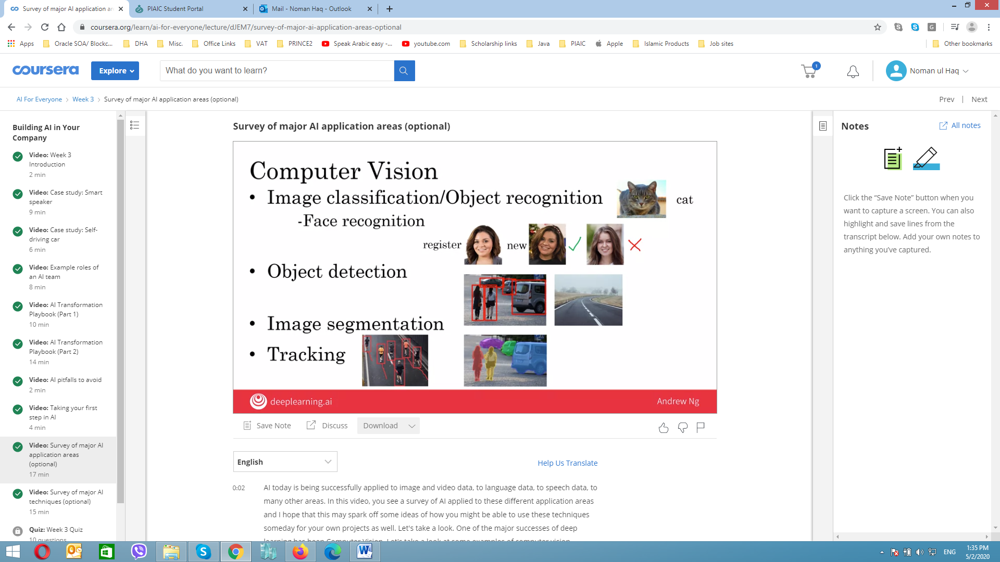 Survey of major AI application an
PIAIC Student Portal
Mail - Noman Haq - Outlook
coursera.org/learn/ai-for-everyone/lecture/dJEM7/survey-of-major-ai-application-areas-optional
Apps
Oracle SOA/ Blockc...
DHA
Misc.
Office Links
VAT
PRINCE2
Speak Arabic easy -...
youtube.com
Scholarship links
Java
PIAIC
Apple
Islamic Products
Job sites
Other bookmarks
coursera
Explore
What do you want to learn?
1
Noman ul Haq
AI For Everyone > Week 3 > Survey of major AI application areas (optional)
Prev | Next
Building AI in Your
Company
Video: Week 3
Introduction
2 min
Video: Case study: Smart
speaker
9 min
Video: Case study: Self-
driving car
6 min
Video: Example roles of
an AI team
8 min
Video: AI Transformation
Playbook (Part 1)
10 min
Video: AI Transformation
Playbook (Part 2)
14 min
Video: AI pitfalls to avoid
2 min
Video: Taking your first
step in AI
4 min
Video: Survey of major AI
application areas
(optional)
17 min
Video: Survey of major AI
techniques (optional)
15 min
Quiz: Week 3 Quiz
10 questions
Survey of major AI application areas (optional)
Computer Vision
• Image classification/Object recognition
cat
-Face recognition
register
new
• Object detection
• Image segmentation
• Tracking
deeplearning.ai
Andrew Ng
Save Note
Discuss
Download
English
Help Us Translate
0:02
AI today is being successfully applied to image and video data, to language data, to speech data, to
many other areas. In this video, you see a survey of AI applied to these different application areas
and I hope that this may spark off some ideas of how you might be able to use these techniques
someday for your own projects as well. Let's take a look. One of the major successes of deep
learning has been Computer Vision. Let's take a look at some examples of computer vision
Notes
All notes
Click the “Save Note” button when you
want to capture a screen. You can also
highlight and save lines from the
transcript below. Add your own notes to
anything you’ve captured.
ENG
1:35 PM
5/2/2020